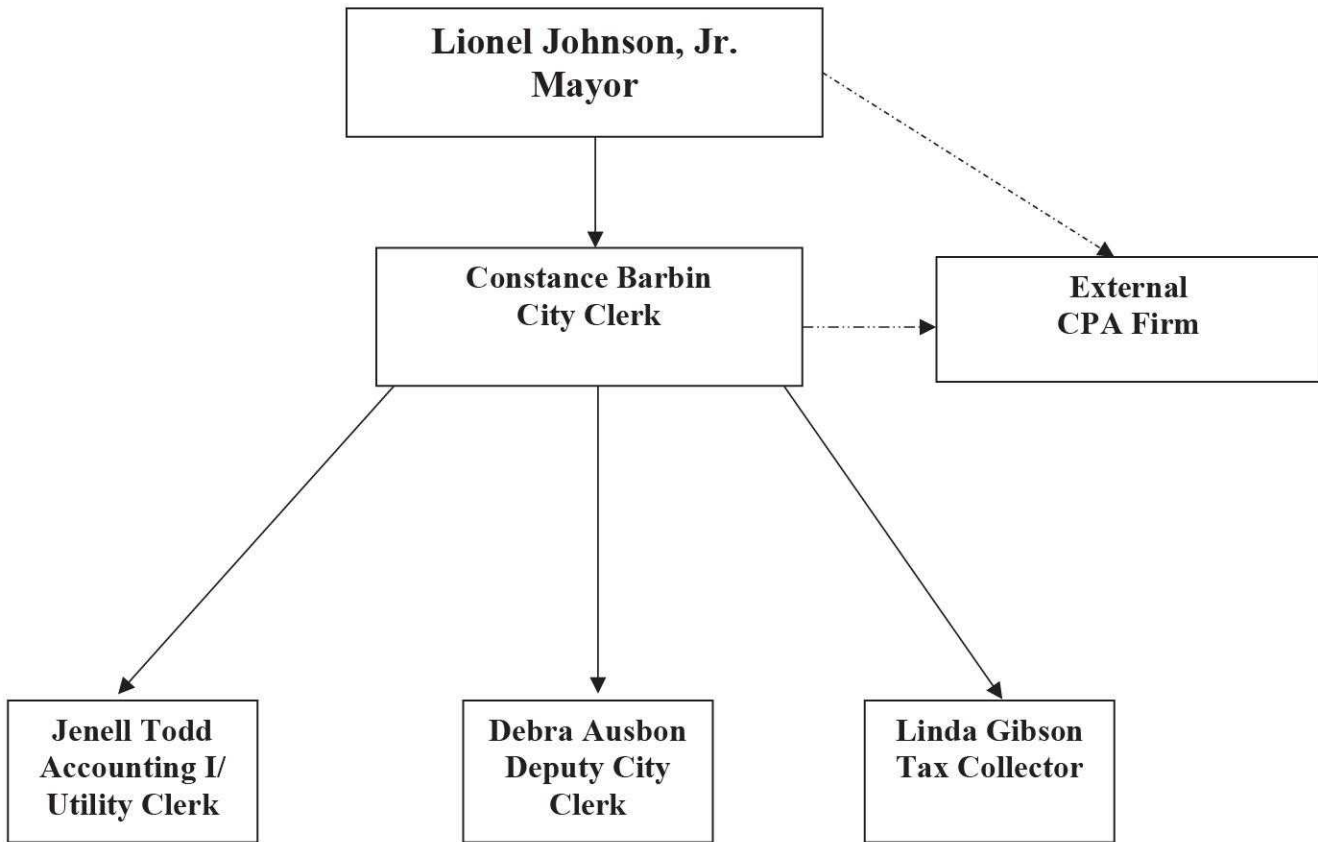 Lionel Johnson, Jr.
Mayor
Constance Barbin
City Clerk
External
CPA Firm
Jenell Todd
Accounting I/
Utility Clerk
Debra Ausbon
Deputy City
Clerk
Linda Gibson
Tax Collector